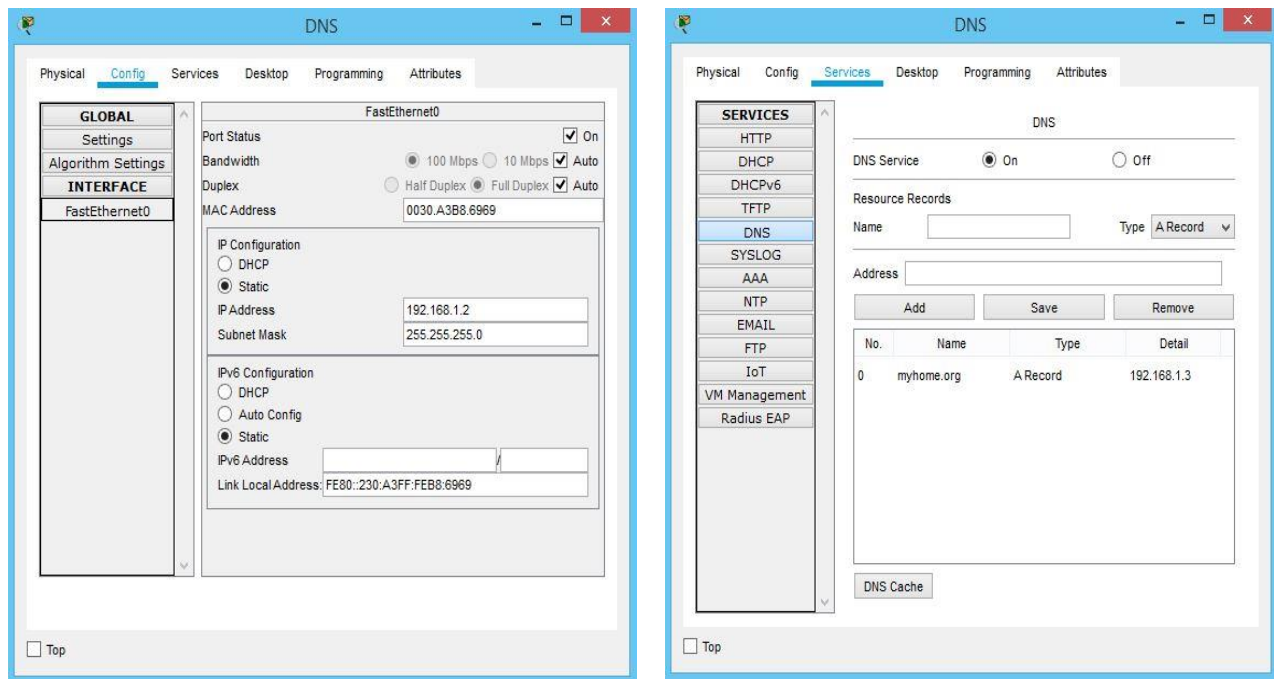 DNS
Physical Config Services Desktop Programming Attributes
GLOBAL
Settings
Algorithm Settings
INTERFACE
FastEthernet0
FastEthernet0
Port Status On
Bandwidth 100 Mbps 10 Mbps Auto
Duplex Half Duplex Full Duplex Auto
MAC Address 0030.A3B8.6969
IP Configuration
DHCP
Static
IP Address 192.168.1.2
Subnet Mask 255.255.255.0
IPv6 Configuration
DHCP
Auto Config
Static
IPv6 Address /
Link Local Address: FE80::230:A3FF:FEB8:6969
Top
DNS
Physical Config Services Desktop Programming Attributes
SERVICES
HTTP
DHCP
DHCPv6
TFTP
DNS
SYSLOG
AAA
NTP
EMAIL
FTP
IoT
VM Management
Radius EAP
DNS
DNS Service On Off
Resource Records
Name Type A Record
Address
Add Save Remove
No. Name Type Detail
0 myhome.org A Record 192.168.1.3
DNS Cache
Top